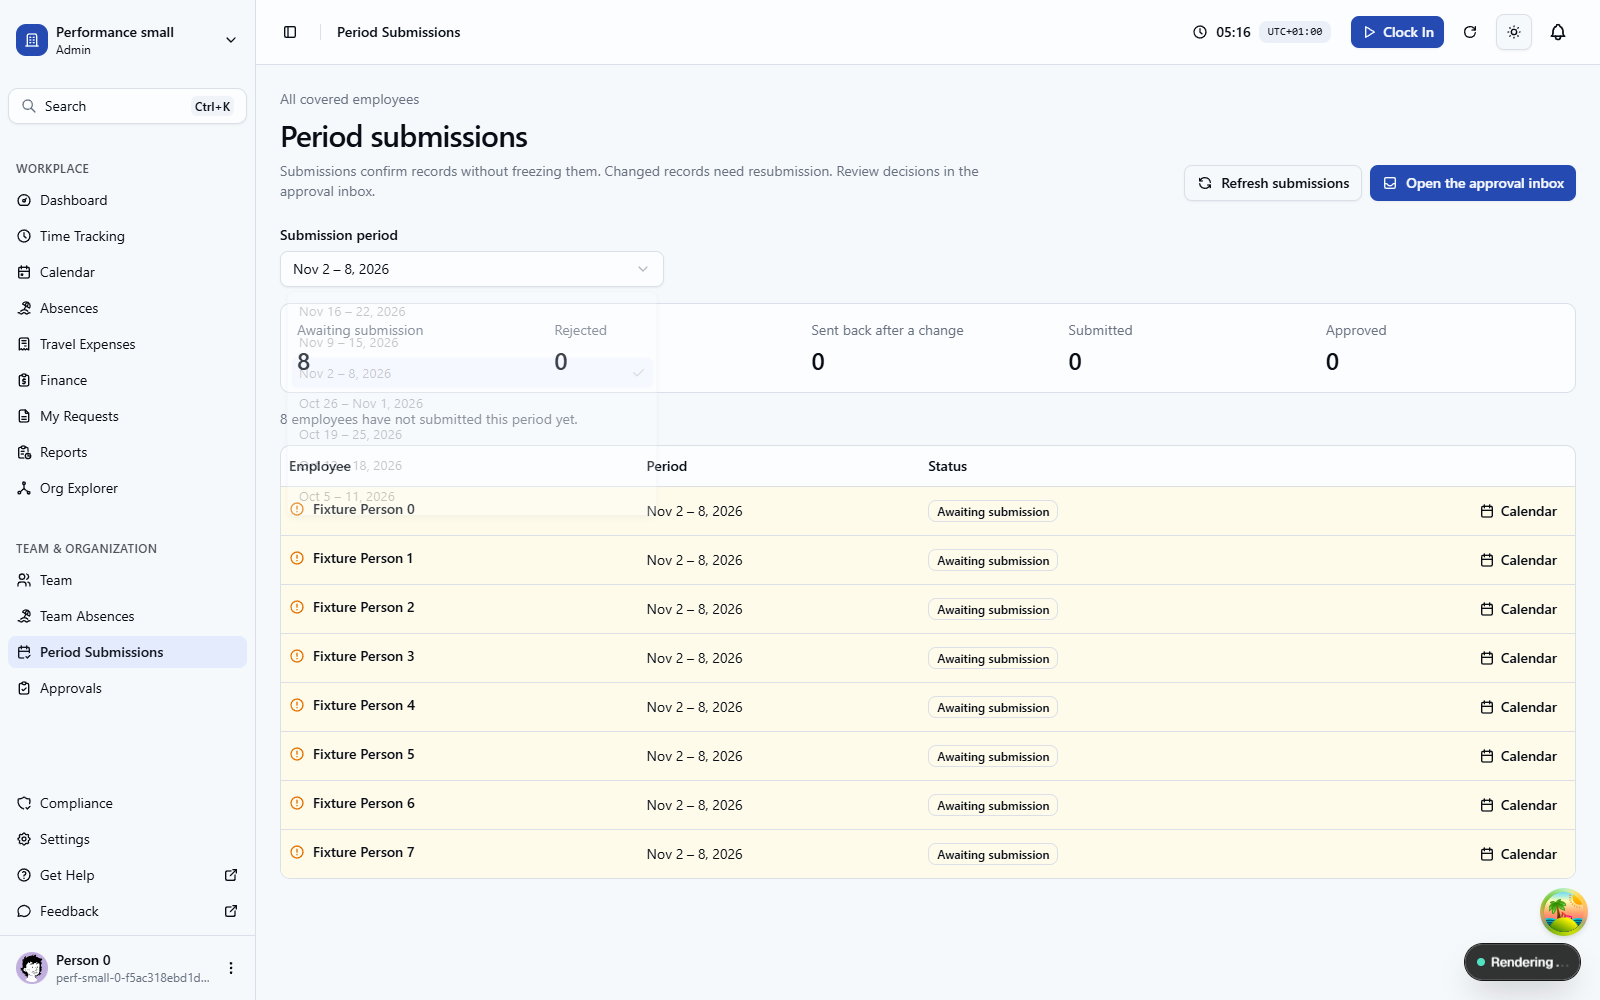 Performance small
Admin
Search
Ctrl+K
WORKPLACE
Dashboard
Time Tracking
Calendar
Absences
Travel Expenses
Finance
My Requests
Reports
Org Explorer
TEAM & ORGANIZATION
Team
Team Absences
Period Submissions
Approvals
Compliance
Settings
Get Help
Feedback
Person 0
perf-small-0-f5ac318ebd1d...
Period Submissions
05:16
UTC+01:00
Clock In
All covered employees
Period submissions
Submissions confirm records without freezing them. Changed records need resubmission. Review decisions in the
approval inbox.
Refresh submissions
Open the approval inbox
Submission period
Nov 2 – 8, 2026
Nov 16 – 22, 2026
Nov 9 – 15, 2026
Nov 2 – 8, 2026
Oct 26 – Nov 1, 2026
Oct 19 – 25, 2026
18, 2026
Oct 5 – 11, 2026
Awaiting submission
8
Rejected
0
Sent back after a change
0
Submitted
0
Approved
0
8 employees have not submitted this period yet.
Employee Period Status
Fixture Person 0 Nov 2 – 8, 2026 Awaiting submission Calendar
Fixture Person 1 Nov 2 – 8, 2026 Awaiting submission Calendar
Fixture Person 2 Nov 2 – 8, 2026 Awaiting submission Calendar
Fixture Person 3 Nov 2 – 8, 2026 Awaiting submission Calendar
Fixture Person 4 Nov 2 – 8, 2026 Awaiting submission Calendar
Fixture Person 5 Nov 2 – 8, 2026 Awaiting submission Calendar
Fixture Person 6 Nov 2 – 8, 2026 Awaiting submission Calendar
Fixture Person 7 Nov 2 – 8, 2026 Awaiting submission Calendar
Rendering...